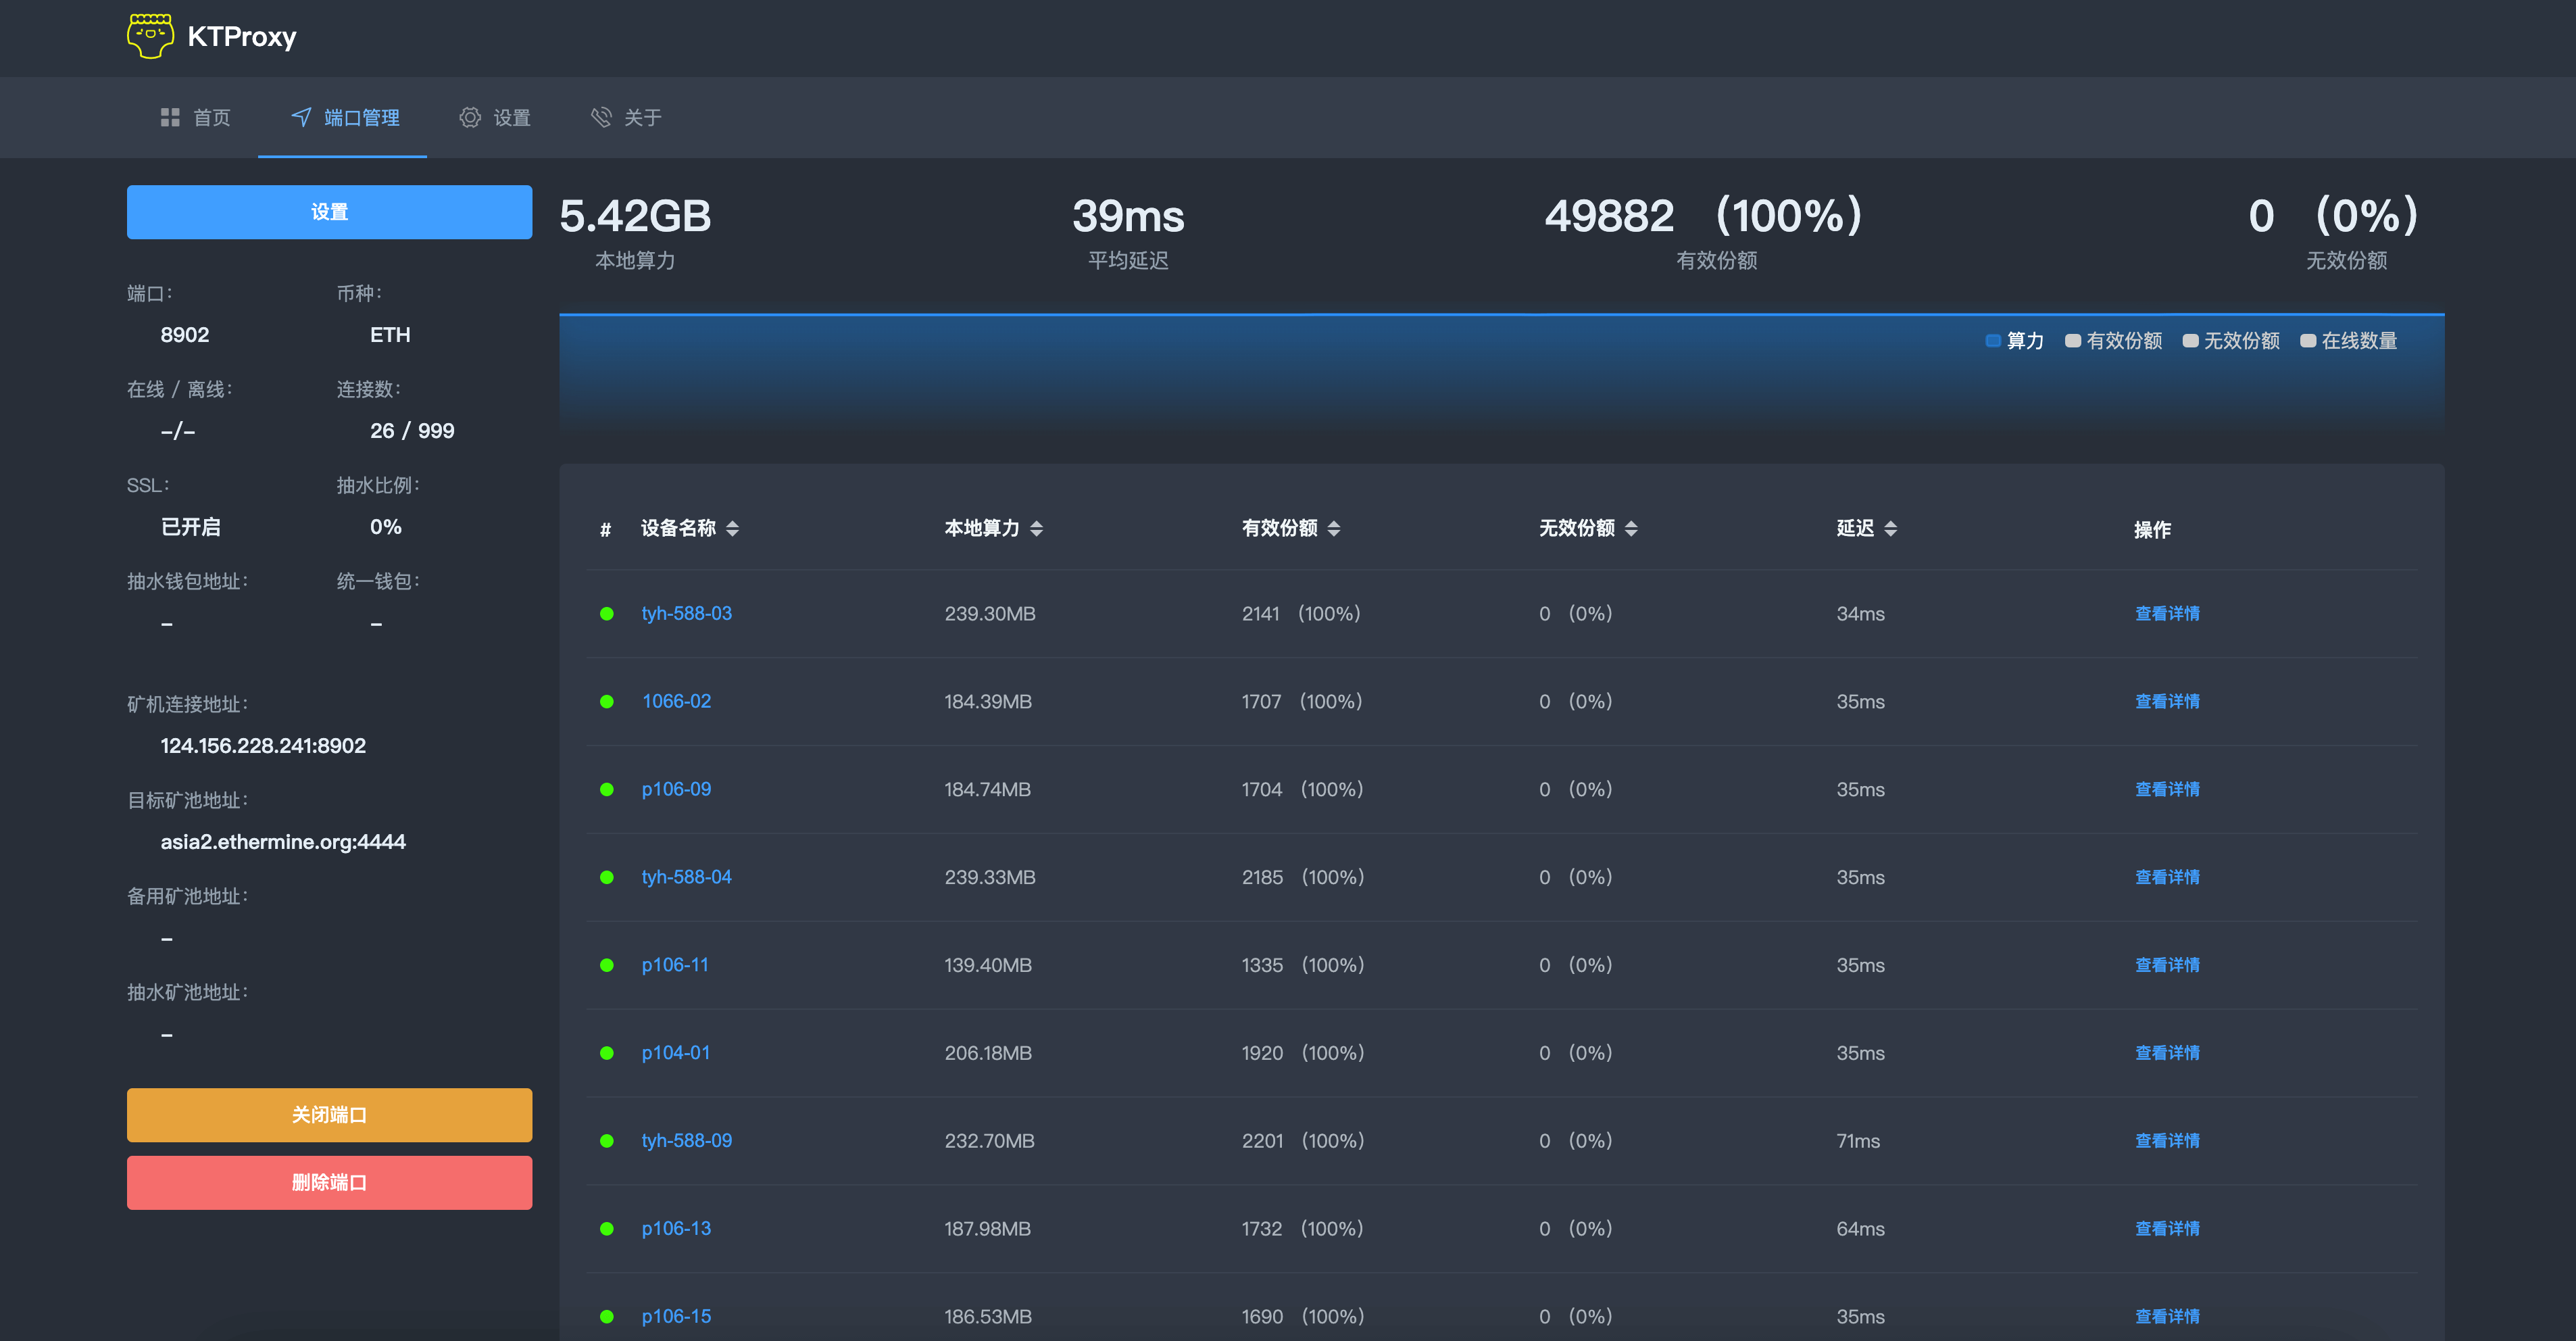 KTProxy
首页 端口管理 设置 关于
设置
端口：
8902
币种：
ETH
在线 / 离线：
-/-
连接数：
26 / 999
SSL：
已开启
抽水比例：
0%
抽水钱包地址：
-
统一钱包：
-
矿机连接地址：
124.156.228.241:8902
目标矿池地址：
asia2.ethermine.org:4444
备用矿池地址：
-
抽水矿池地址：
-
关闭端口
删除端口
5.42GB
本地算力
39ms
平均延迟
49882 （100%）
有效份额
0 （0%）
无效份额
算力 有效份额 无效份额 在线数量
# 设备名称 本地算力 有效份额 无效份额 延迟 操作
tyh-588-03 239.30MB 2141 （100%） 0 （0%） 34ms 查看详情
1066-02 184.39MB 1707 （100%） 0 （0%） 35ms 查看详情
p106-09 184.74MB 1704 （100%） 0 （0%） 35ms 查看详情
tyh-588-04 239.33MB 2185 （100%） 0 （0%） 35ms 查看详情
p106-11 139.40MB 1335 （100%） 0 （0%） 35ms 查看详情
p104-01 206.18MB 1920 （100%） 0 （0%） 35ms 查看详情
tyh-588-09 232.70MB 2201 （100%） 0 （0%） 71ms 查看详情
p106-13 187.98MB 1732 （100%） 0 （0%） 64ms 查看详情
p106-15 186.53MB 1690 （100%） 0 （0%） 35ms 查看详情